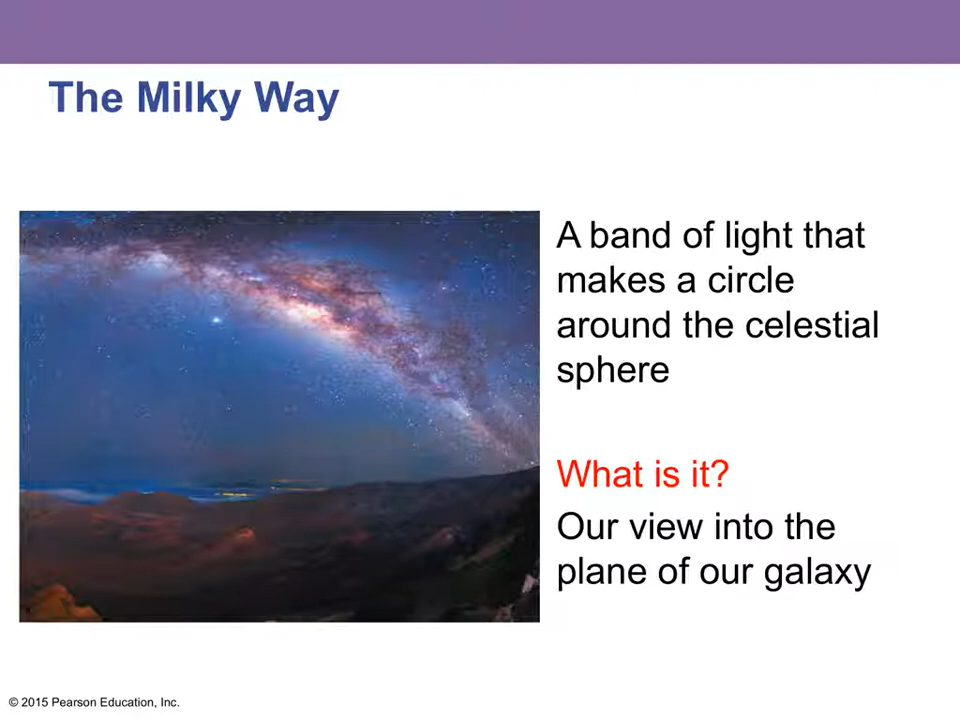 The Milky Way
A band of light that
makes a circle
around the celestial
sphere
What is it?
Our view into the
plane of our galaxy
© 2015 Pearson Education, Inc.